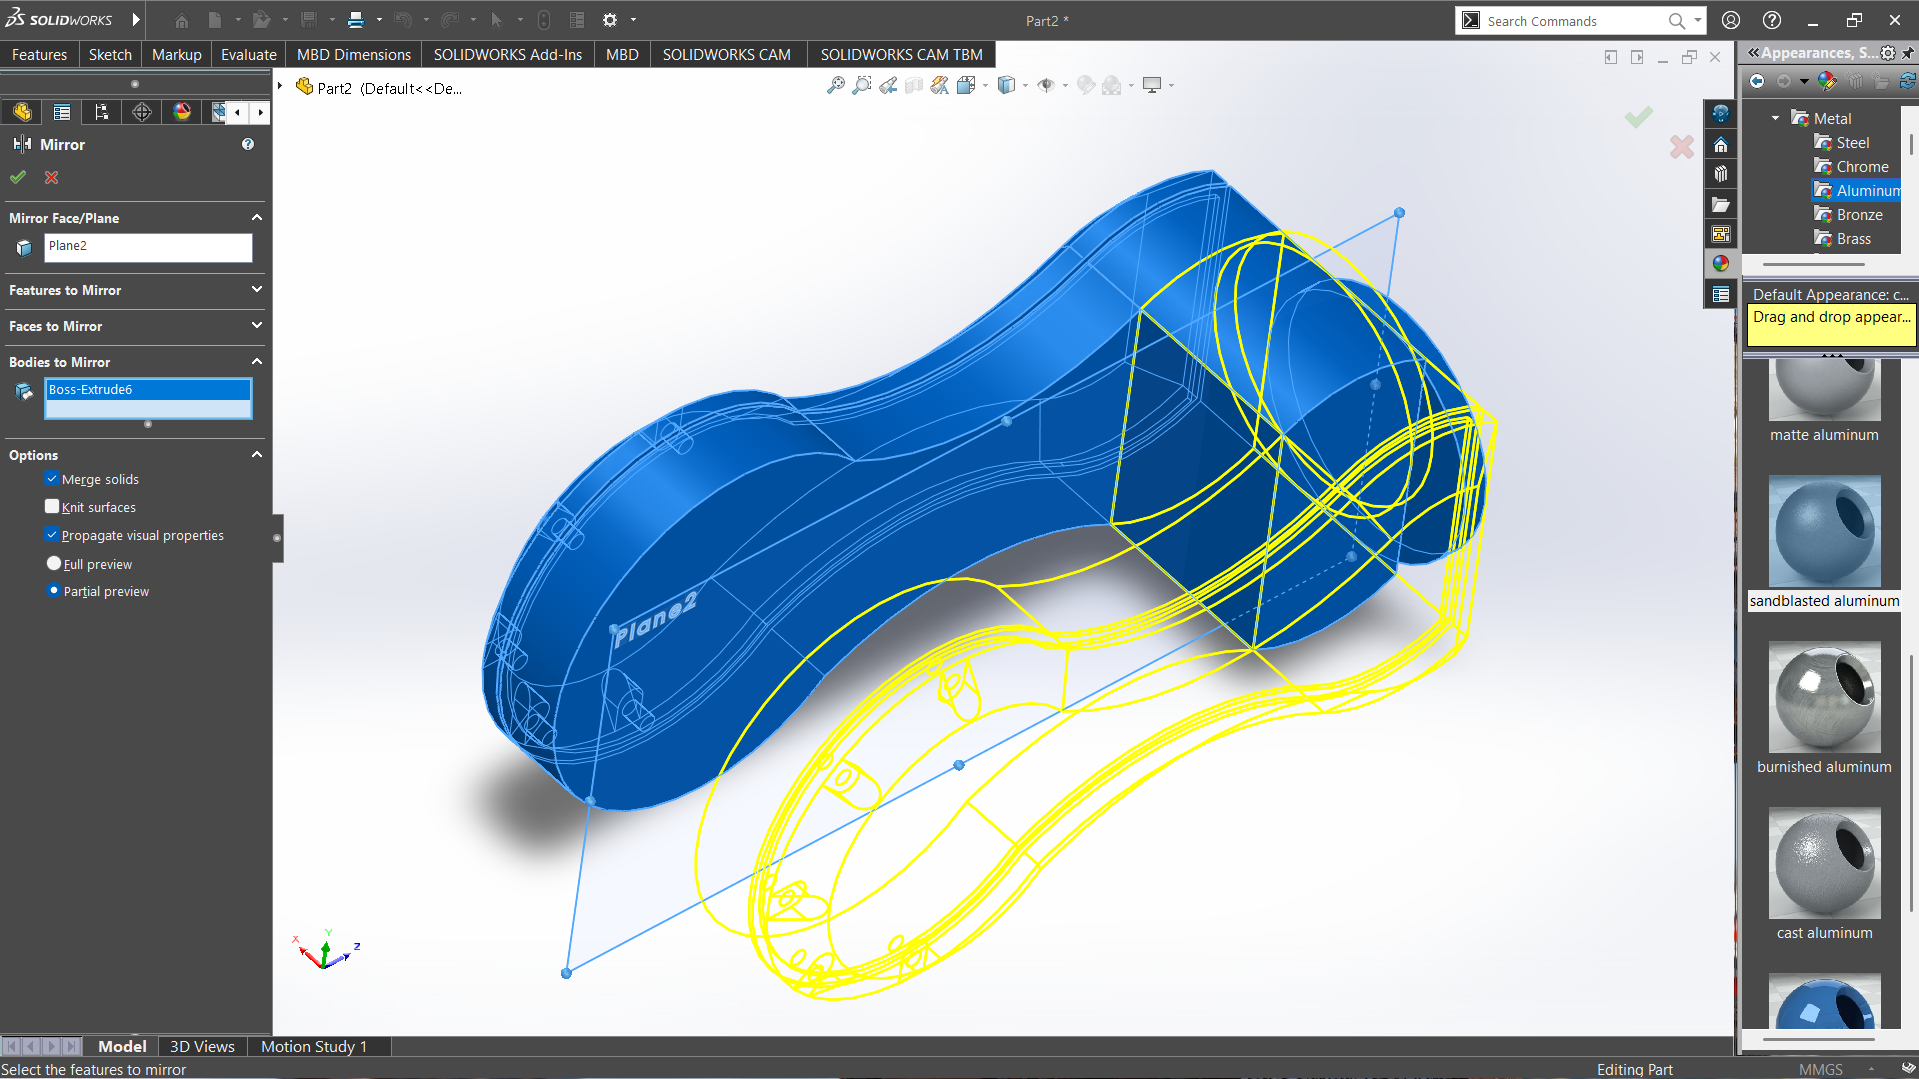 SOLIDWORKS
Part2 *
Search Commands
Features
Sketch
Markup
Evaluate
MBD Dimensions
SOLIDWORKS Add-Ins
MBD
SOLIDWORKS CAM
SOLIDWORKS CAM TBM
Appearances, S...
Part2 (Default<<De...
Mirror
Mirror Face/Plane
Plane2
Features to Mirror
Faces to Mirror
Bodies to Mirror
Boss-Extrude6
Options
Merge solids
Knit surfaces
Propagate visual properties
Full preview
Partial preview
Plane2
X
Y
Z
Metal
Steel
Chrome
Aluminum
Bronze
Brass
Default Appearance: c...
Drag and drop appear...
matte aluminum
sandblasted aluminum
burnished aluminum
cast aluminum
Model
3D Views
Motion Study 1
Select the features to mirror
Editing Part
MMGS